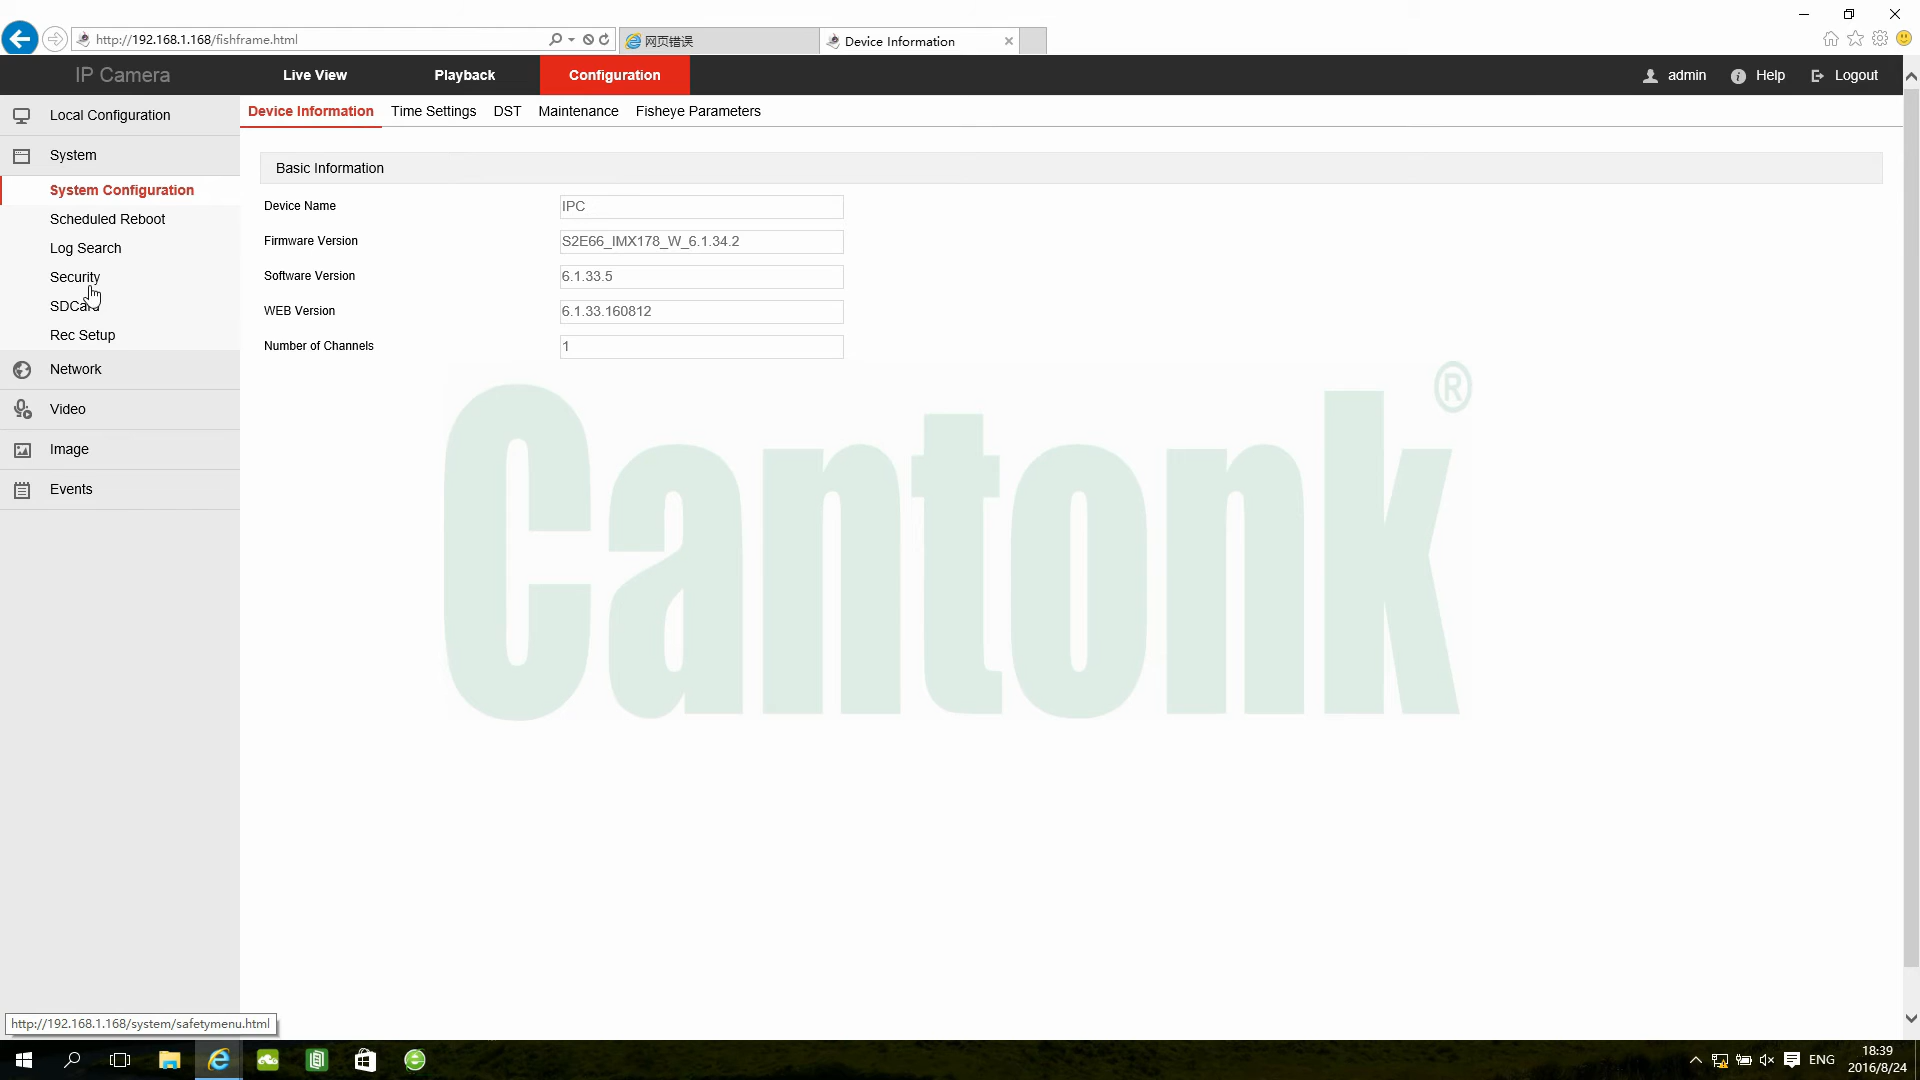 http://192.168.1.168/fishframe.html
网页错误
Device Information
IP Camera
Live View
Playback
Configuration
admin
Help
Logout
Local Configuration
System
System Configuration
Scheduled Reboot
Log Search
Security
SDCard
Rec Setup
Network
Video
Image
Events
Device Information Time Settings DST Maintenance Fisheye Parameters
Basic Information
Device Name IPC
Firmware Version S2E66_IMX178_W_6.1.34.2
Software Version 6.1.33.5
WEB Version 6.1.33.160812
Number of Channels 1
Cantonk®
http://192.168.1.168/system/safetymenu.html
ENG
18:39
2016/8/24